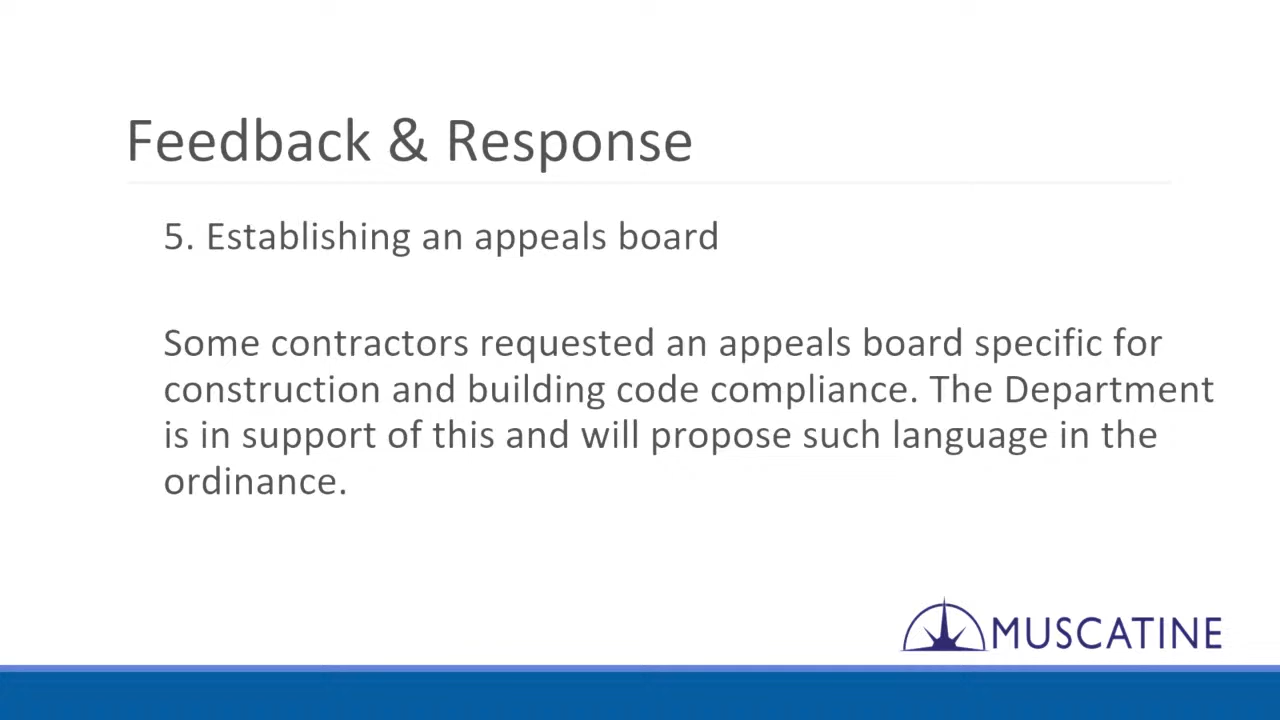 Feedback & Response
5. Establishing an appeals board
Some contractors requested an appeals board specific for
construction and building code compliance. The Department
is in support of this and will propose such language in the
ordinance.
MUSCATINE